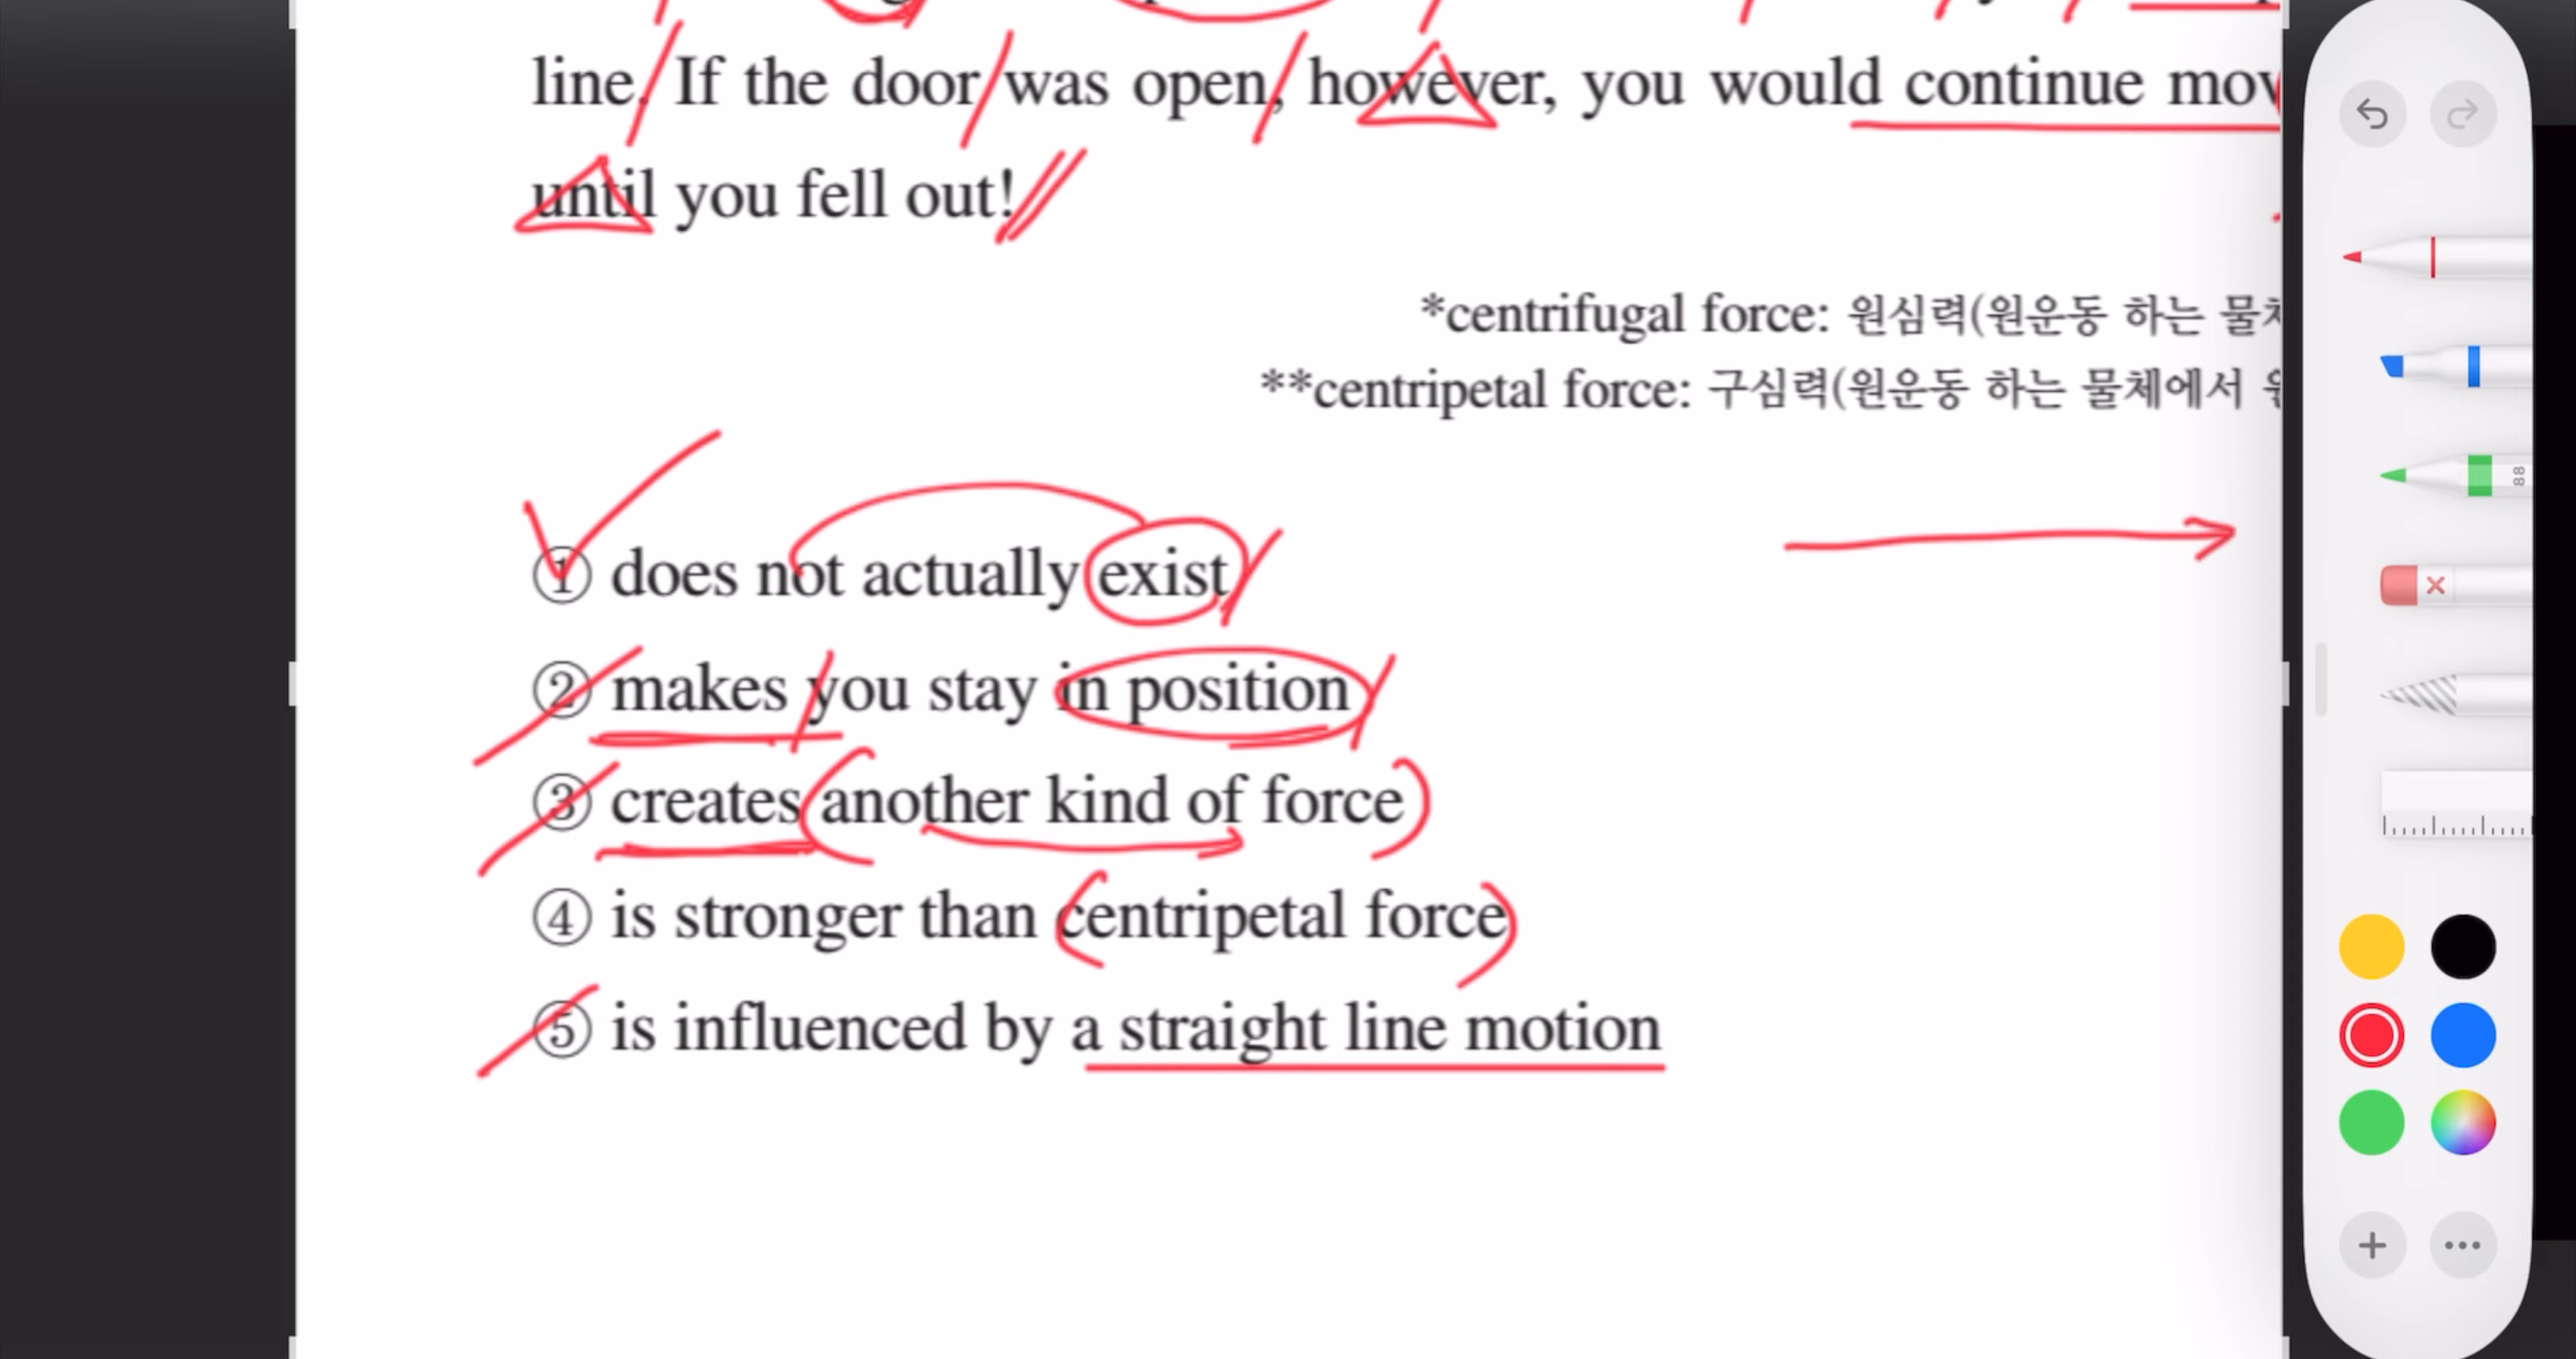 line. If the door was open, however, you would continue mov
until you fell out!
*centrifugal force: 원심력(원운동 하는 물체
**centripetal force: 구심력(원운동 하는 물체에서
① does not actually exist
② makes you stay in position
③ creates another kind of force
④ is stronger than centripetal force
⑤ is influenced by a straight line motion
88